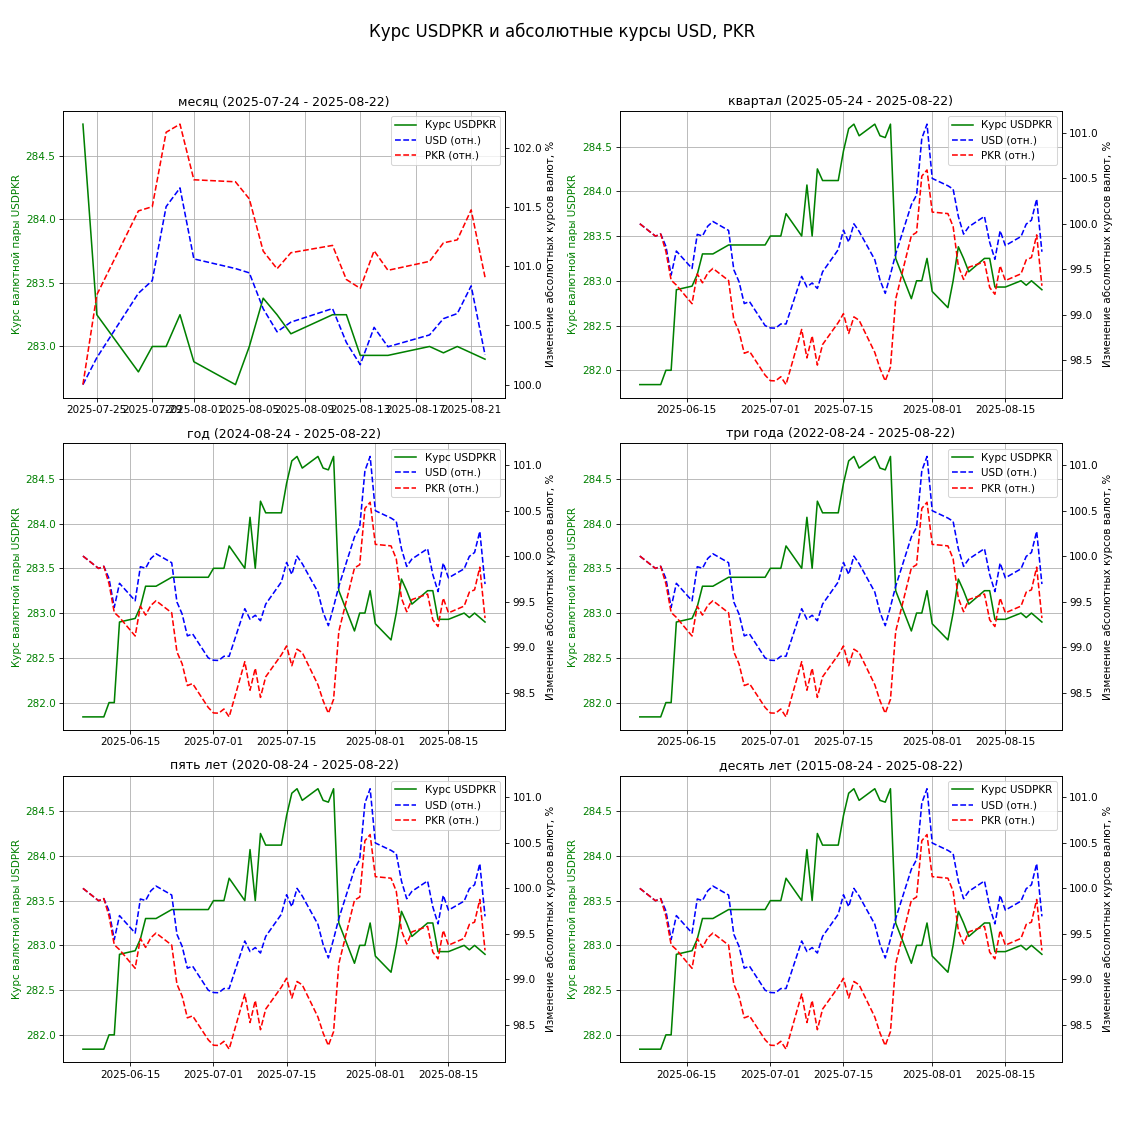 Курс USDPKR и абсолютные курсы USD, PKR
месяц (2025-07-24 - 2025-08-22)
Курс валютной пары USDPKR
284.5
284.0
283.5
283.0
Курс USDPKR
USD (отн.)
PKR (отн.)
102.0
101.5
101.0
100.5
100.0
Изменение абсолютных курсов валют, %
2025-07-25
2025-07-29
2025-08-01
2025-08-05
2025-08-09
2025-08-13
2025-08-17
2025-08-21
квартал (2025-05-24 - 2025-08-22)
Курс валютной пары USDPKR
284.5
284.0
283.5
283.0
282.5
282.0
Курс USDPKR
USD (отн.)
PKR (отн.)
101.0
100.5
100.0
99.5
99.0
98.5
Изменение абсолютных курсов валют, %
2025-06-15
2025-07-01
2025-07-15
2025-08-01
2025-08-15
год (2024-08-24 - 2025-08-22)
Курс валютной пары USDPKR
284.5
284.0
283.5
283.0
282.5
282.0
Курс USDPKR
USD (отн.)
PKR (отн.)
101.0
100.5
100.0
99.5
99.0
98.5
Изменение абсолютных курсов валют, %
2025-06-15
2025-07-01
2025-07-15
2025-08-01
2025-08-15
три года (2022-08-24 - 2025-08-22)
Курс валютной пары USDPKR
284.5
284.0
283.5
283.0
282.5
282.0
Курс USDPKR
USD (отн.)
PKR (отн.)
101.0
100.5
100.0
99.5
99.0
98.5
Изменение абсолютных курсов валют, %
2025-06-15
2025-07-01
2025-07-15
2025-08-01
2025-08-15
пять лет (2020-08-24 - 2025-08-22)
Курс валютной пары USDPKR
284.5
284.0
283.5
283.0
282.5
282.0
Курс USDPKR
USD (отн.)
PKR (отн.)
101.0
100.5
100.0
99.5
99.0
98.5
Изменение абсолютных курсов валют, %
2025-06-15
2025-07-01
2025-07-15
2025-08-01
2025-08-15
десять лет (2015-08-24 - 2025-08-22)
Курс валютной пары USDPKR
284.5
284.0
283.5
283.0
282.5
282.0
Курс USDPKR
USD (отн.)
PKR (отн.)
101.0
100.5
100.0
99.5
99.0
98.5
Изменение абсолютных курсов валют, %
2025-06-15
2025-07-01
2025-07-15
2025-08-01
2025-08-15